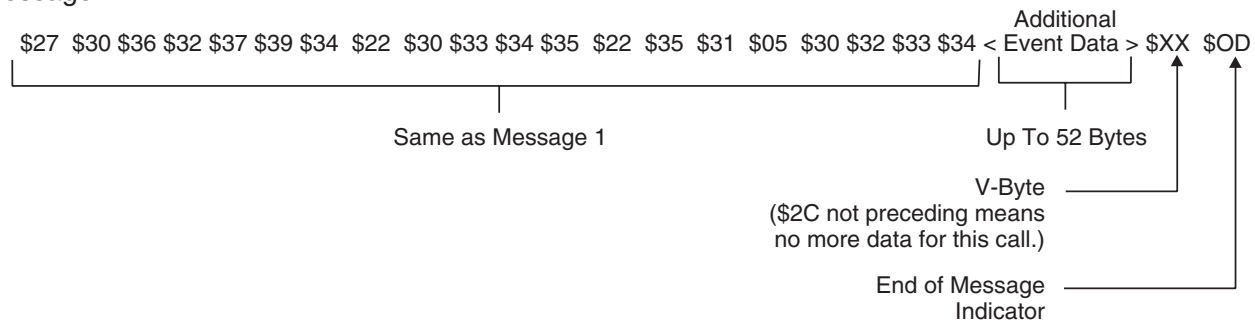 Additional
$27 $30 $36 $32 $37 $39 $34 $22 $30 $33 $34 $35 $22 $35 $31 $05 $30 $32 $33 $34 < Event Data > $XX $OD
Same as Message 1
Up To 52 Bytes
V-Byte
($2C not preceding means
no more data for this call.)
End of Message
Indicator